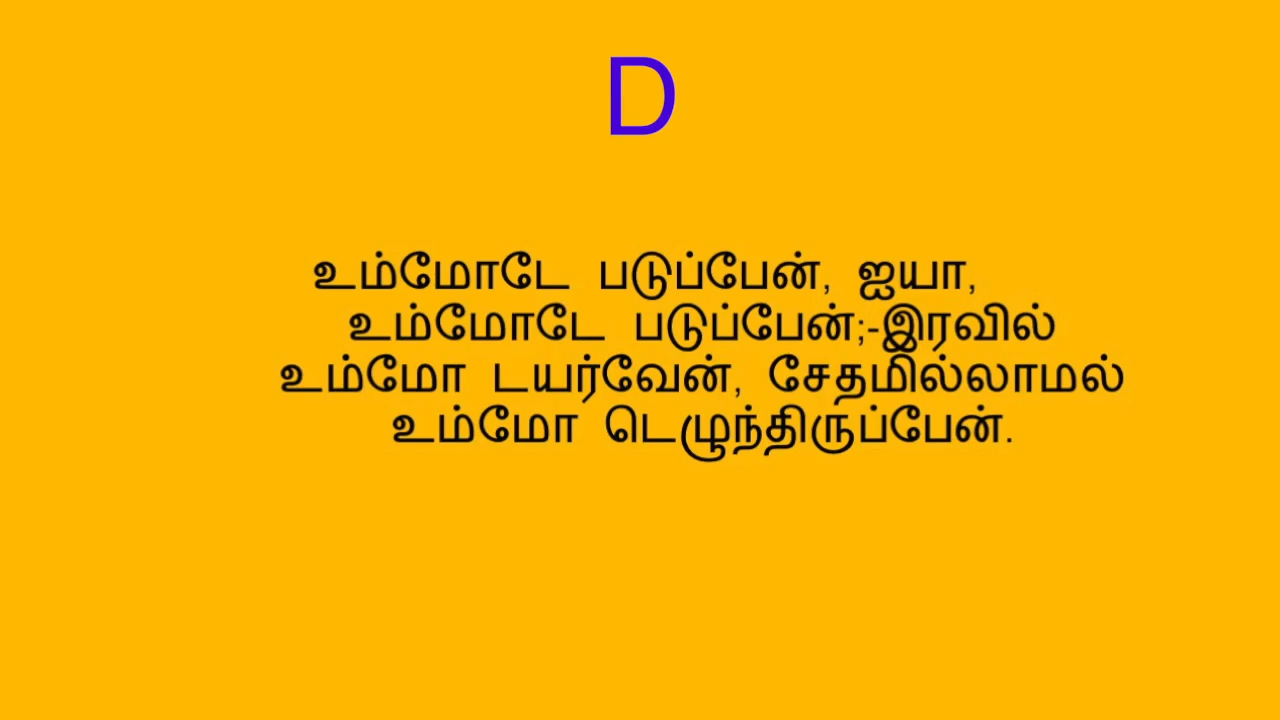 D
உம்மோடே படுப்பேன், ஐயா,
உம்மோடே படுப்பேன்;-இரவில்
உம்மோ டயர்வேன், சேதமில்லாமல்
உம்மோ டெழுந்திருப்பேன்.